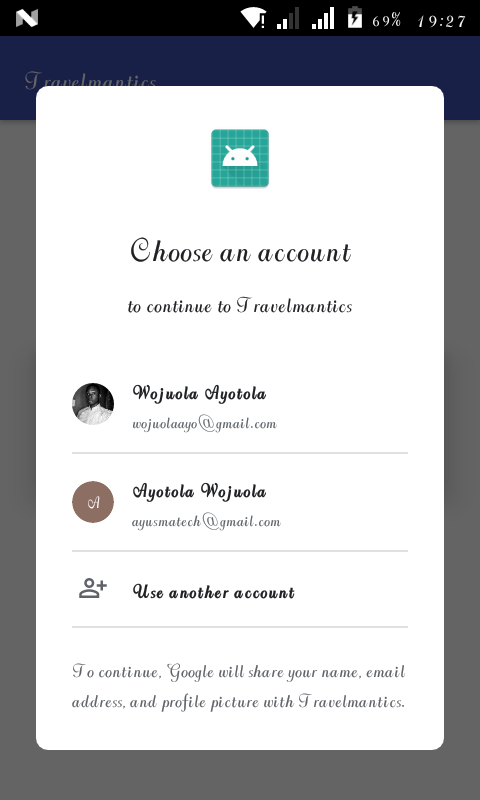 69% 19:27
Travelmantics
Choose an account
to continue to Travelmantics
Wojuola Ayotola
wojuolaayo@gmail.com
A
Ayotola Wojuola
ayusmatech@gmail.com
Use another account
To continue, Google will share your name, email
address, and profile picture with Travelmantics.